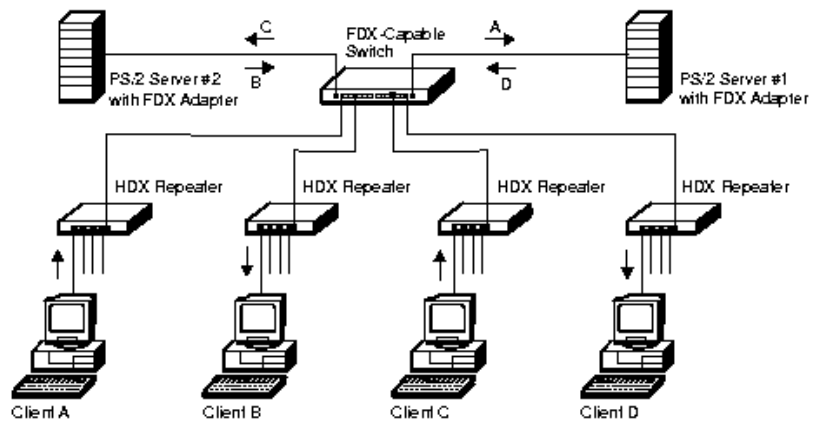 C
FDX-Capable
Switch
A
B
D
PS/2 Server #2
with FDX Adapter
PS/2 Server #1
with FDX Adapter
HDX Repeater
HDX Repeater
HDX Repeater
HDX Repeater
Client A
Client B
Client C
Client D